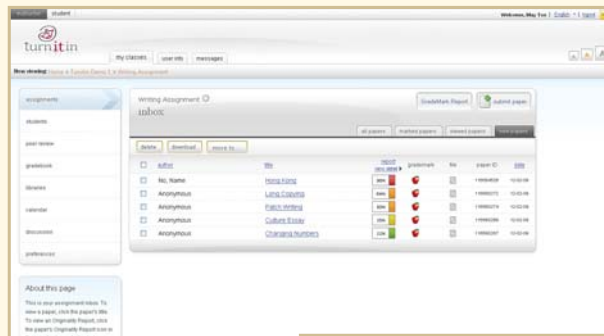 instructor student
Welcome, May Tse | English
turnitin
my classes user info messages
Now viewing: Home > Turnitin Demo 1 > Writing Assignment
assignments
students
peer review
gradebook
libraries
calendar
discussion
preferences
Writing Assignment
inbox
GradeMark Report submit paper
all papers marked papers viewed papers new papers
delete download move to...
author title report grademark file paper ID date
No, Name Hong Kong
Anonymous Long Copying
Anonymous Patch Writing
Anonymous Culture Essay
Anonymous Changing Numbers
About this page
This is your assignment inbox. To
view a paper, click the paper's title.
To view an Originality Report, click
the paper's Originality Report icon in